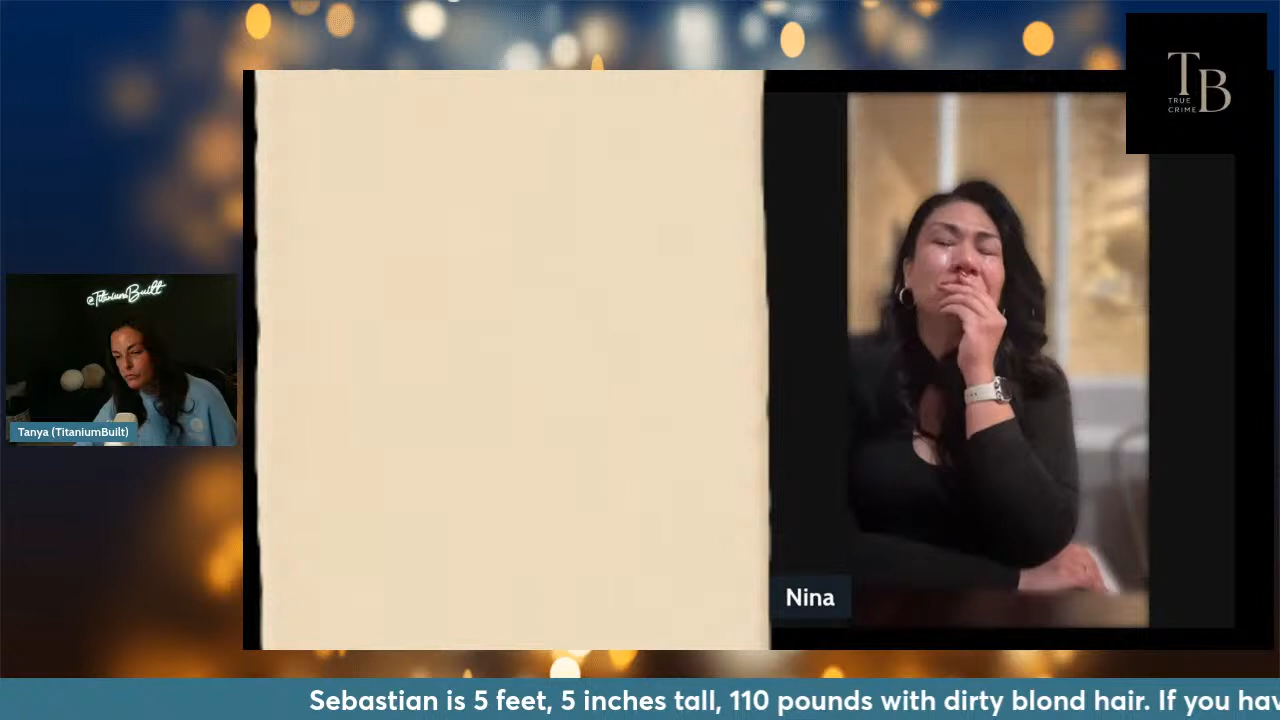 TB
TRUE
CRIME
@TitaniumBuilt
Tanya (TitaniumBuilt)
Nina
Sebastian is 5 feet, 5 inches tall, 110 pounds with dirty blond hair. If you hav